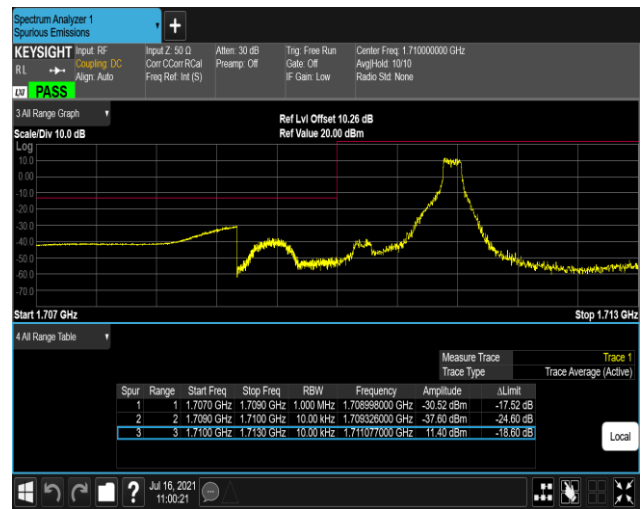 Spectrum Analyzer 1
Spurious Emissions
+
KEYSIGHT Input: RF Input Z: 50 Ω Atten: 30 dB Trig: Free Run Center Freq: 1.710000000 GHz
RL Coupling: DC Corr CCorr RCal Preamp: Off Gate: Off Avg|Hold: 10/10
Align: Auto Freq Ref: Int (S) IF Gain: Low Radio Std: None
LXI PASS
3 All Range Graph
Ref Lvl Offset 10.26 dB
Scale/Div 10.0 dB Ref Value 20.00 dBm
Log
10.0
0.00
-10.0
-20.0
-30.0
-40.0
-50.0
-60.0
-70.0
Start 1.707 GHz Stop 1.713 GHz
4 All Range Table
Measure Trace Trace 1
Trace Type Trace Average (Active)
Spur Range Start Freq Stop Freq RBW Frequency Amplitude ΔLimit
1 1 1.7070 GHz 1.7090 GHz 1.000 MHz 1.708998000 GHz -30.52 dBm -17.52 dB
2 2 1.7090 GHz 1.7100 GHz 10.00 kHz 1.709326000 GHz -37.60 dBm -24.60 dB
3 3 1.7100 GHz 1.7130 GHz 10.00 kHz 1.711077000 GHz 11.40 dBm -18.60 dB
Local
? Jul 16, 2021
11:00:21